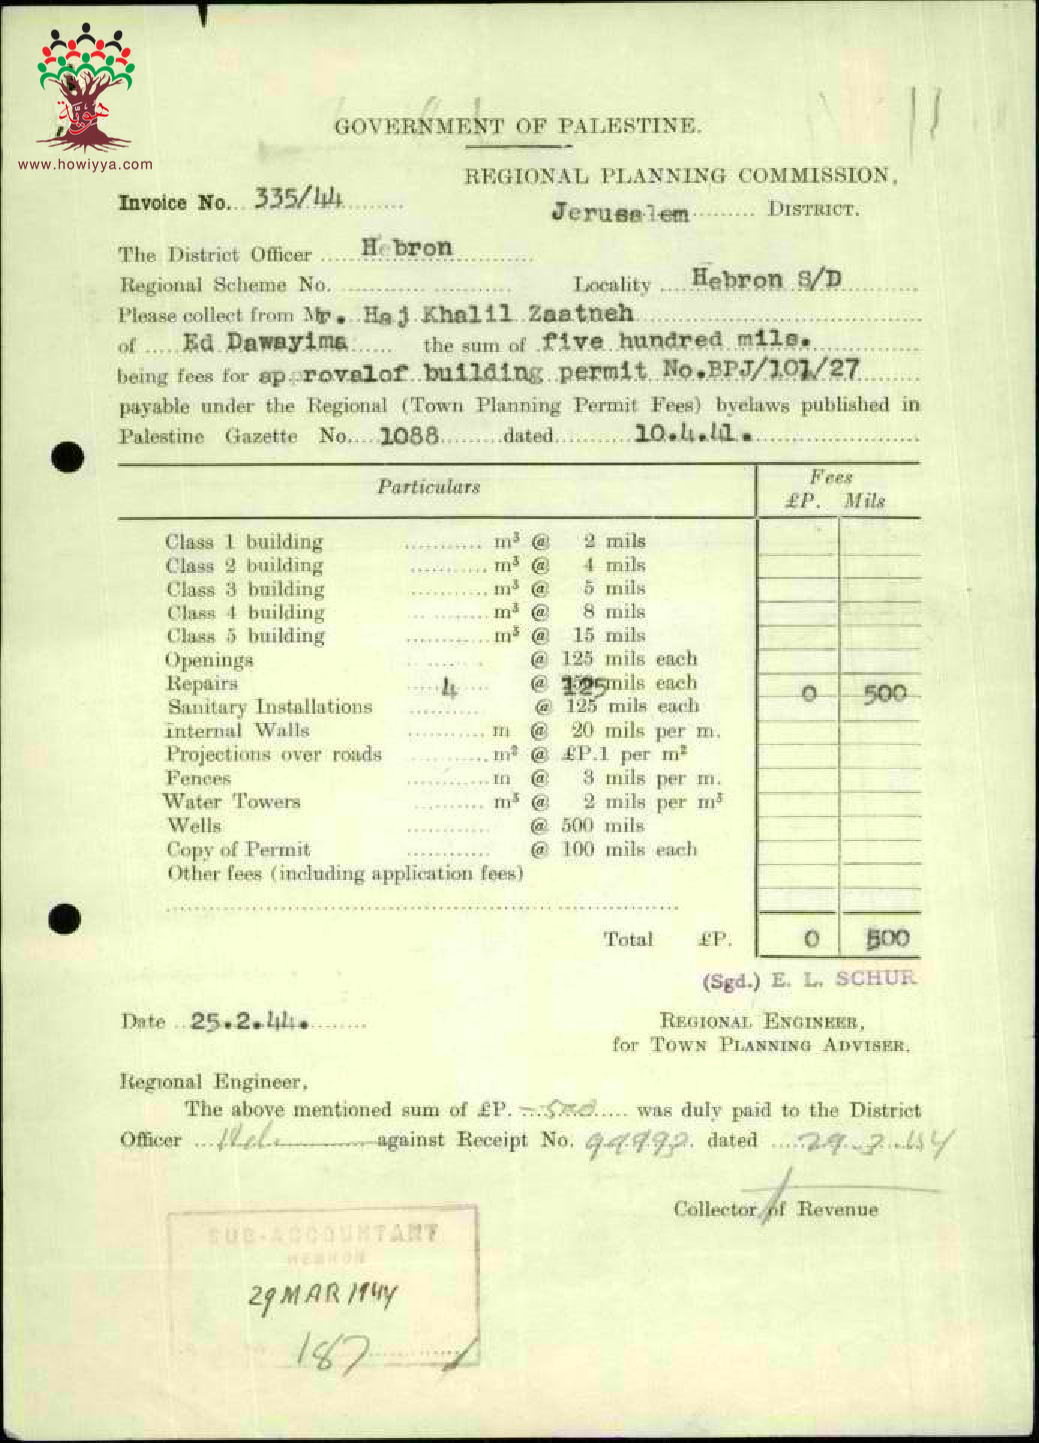 هوية
www.howiyya.com
GOVERNMENT OF PALESTINE.
REGIONAL PLANNING COMMISSION,
Invoice No. 335/44
Jerusalem DISTRICT.
The District Officer Hebron
Regional Scheme No. Locality Hebron S/D
Please collect from Mr. Haj Khalil Zaatneh
of Ed Dawayima the sum of five hundred mils.
being fees for approvalof building permit No.BPJ/101/27
payable under the Regional (Town Planning Permit Fees) byelaws published in
Palestine Gazette No. 1088 dated 10.4.41.
Particulars Fees
£P. Mils
Class 1 building m³ @ 2 mils
Class 2 building m³ @ 4 mils
Class 3 building m³ @ 5 mils
Class 4 building m³ @ 8 mils
Class 5 building m³ @ 15 mils
Openings @ 125 mils each
Repairs 4 @ 125 mils each 0 500
Sanitary Installations @ 125 mils each
Internal Walls m @ 20 mils per m.
Projections over roads m² @ £P.1 per m²
Fences m @ 3 mils per m.
Water Towers m³ @ 2 mils per m³
Wells @ 500 mils
Copy of Permit @ 100 mils each
Other fees (including application fees)
Total £P. 0 500
(Sgd.) E. L. SCHUR
Date 25.2.44.
REGIONAL ENGINEER,
for TOWN PLANNING ADVISER.
Regional Engineer,
The above mentioned sum of £P. - 500 was duly paid to the District
Officer against Receipt No. 99992. dated 29.3.44
Collector of Revenue
SUB-ACCOUNTANT
HEBRON
29 MAR 1944
187